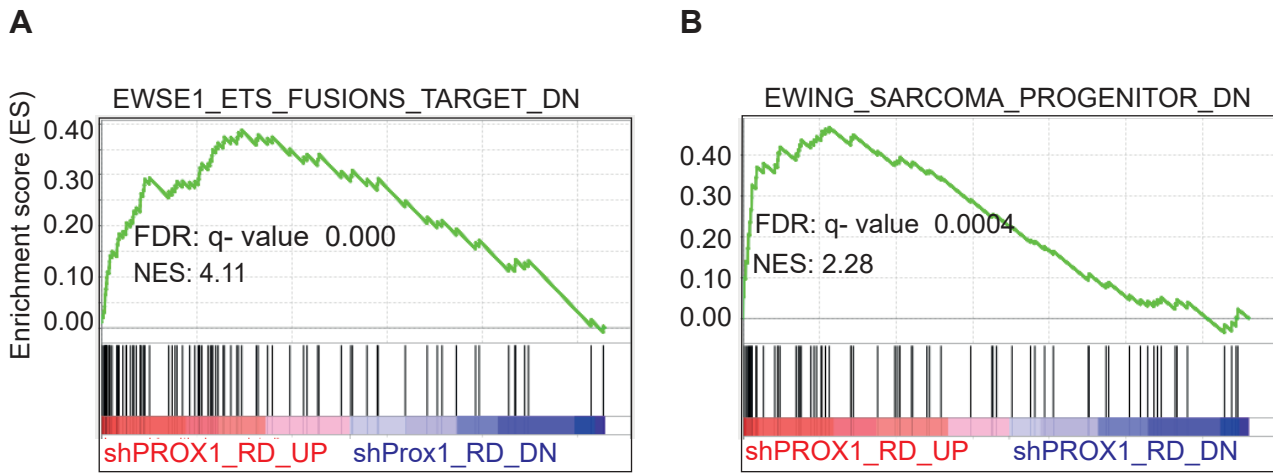 A
EWSE1_ETS_FUSIONS_TARGET_DN
Enrichment score (ES)
0.40
0.30
0.20
0.10
0.00
FDR: q- value 0.000
NES: 4.11
shPROX1_RD_UP shProx1_RD_DN
B
EWING_SARCOMA_PROGENITOR_DN
0.40
0.30
0.20
0.10
0.00
FDR: q- value 0.0004
NES: 2.28
shPROX1_RD_UP shPROX1_RD_DN